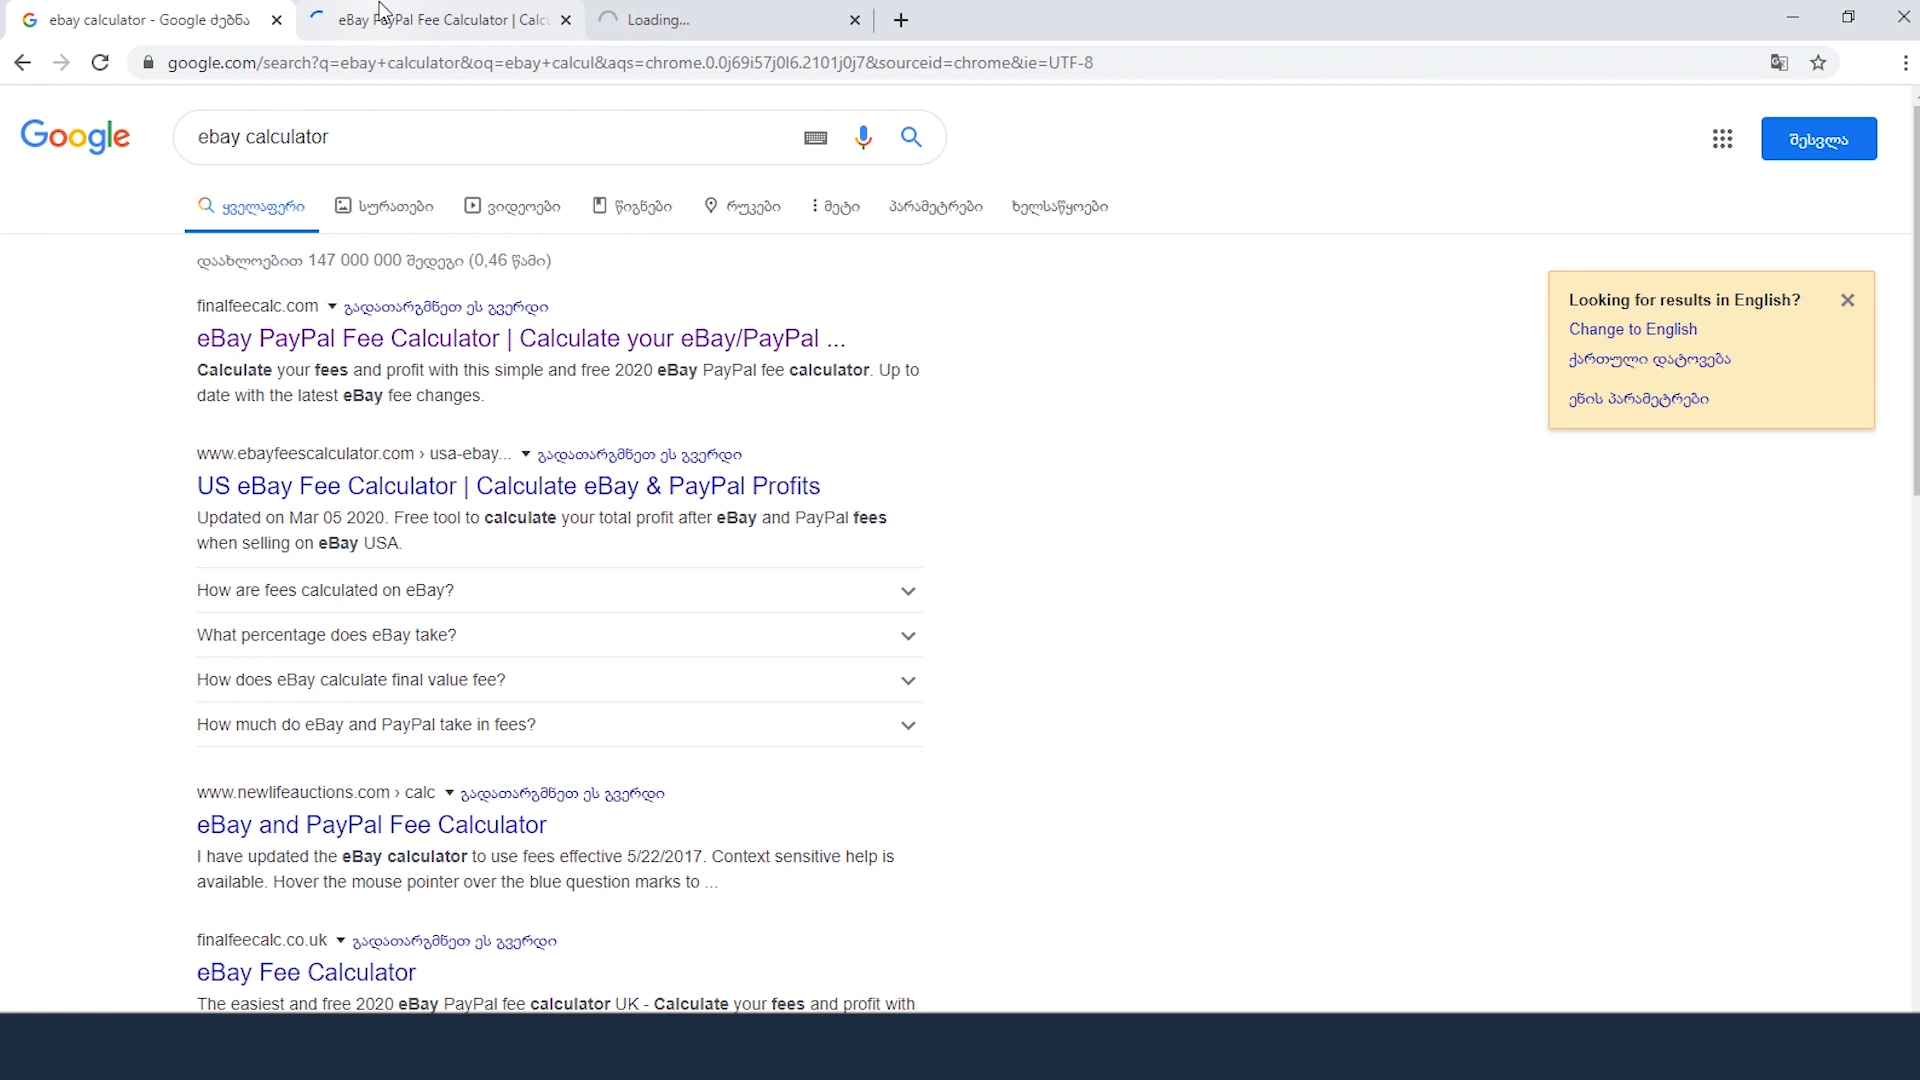 ebay calculator - Google ძებნა
eBay PayPal Fee Calculator | Calc
Loading...
google.com/search?q=ebay+calculator&oq=ebay+calcul&aqs=chrome.0.0j69i57j0l6.2101j0j7&sourceid=chrome&ie=UTF-8
Google
ebay calculator
შესვლა
ყველაფერი სურათები ვიდეოები წიგნები რუკები მეტი პარამეტრები ხელსაწყოები
დაახლოებით 147 000 000 შედეგი (0,46 წამი)
finalfeecalc.com გადათარგმნეთ ეს გვერდი
eBay PayPal Fee Calculator | Calculate your eBay/PayPal ...
Calculate your fees and profit with this simple and free 2020 eBay PayPal fee calculator. Up to
date with the latest eBay fee changes.
www.ebayfeescalculator.com › usa-ebay... გადათარგმნეთ ეს გვერდი
US eBay Fee Calculator | Calculate eBay & PayPal Profits
Updated on Mar 05 2020. Free tool to calculate your total profit after eBay and PayPal fees
when selling on eBay USA.
How are fees calculated on eBay?
What percentage does eBay take?
How does eBay calculate final value fee?
How much do eBay and PayPal take in fees?
www.newlifeauctions.com › calc გადათარგმნეთ ეს გვერდი
eBay and PayPal Fee Calculator
I have updated the eBay calculator to use fees effective 5/22/2017. Context sensitive help is
available. Hover the mouse pointer over the blue question marks to ...
finalfeecalc.co.uk გადათარგმნეთ ეს გვერდი
eBay Fee Calculator
The easiest and free 2020 eBay PayPal fee calculator UK - Calculate your fees and profit with
Looking for results in English?
Change to English
ქართული დატოვება
ენის პარამეტრები